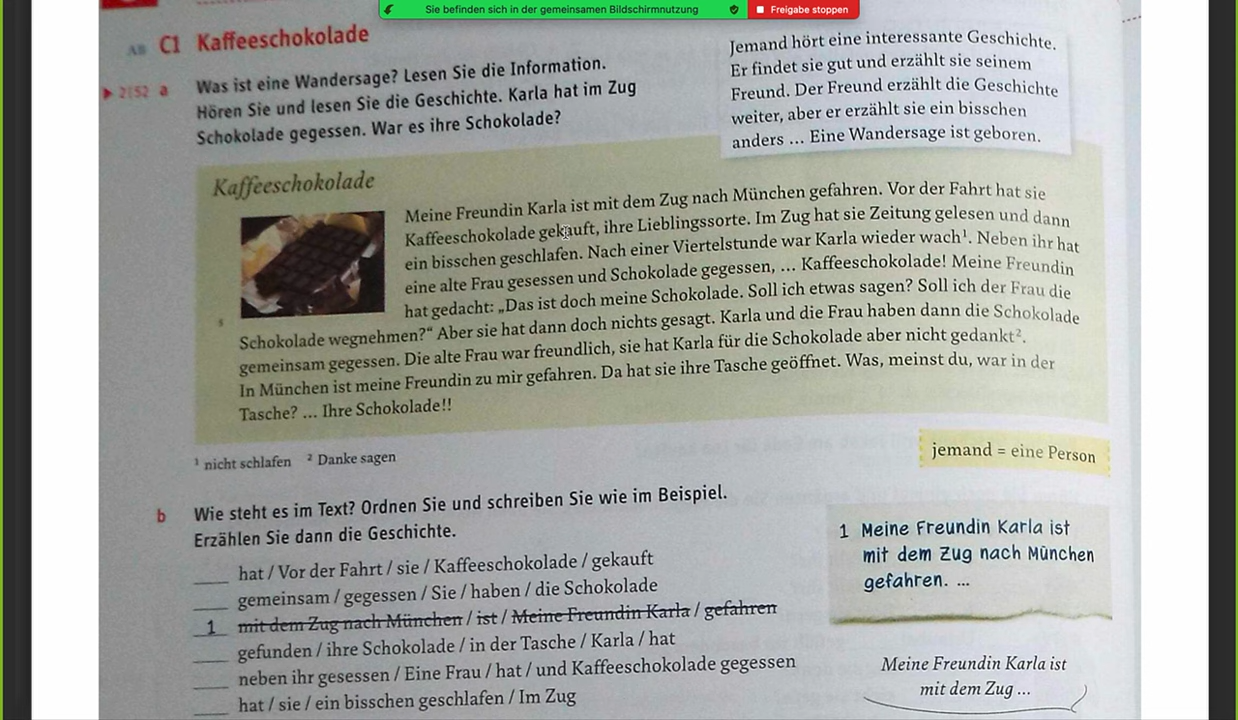 Sie befinden sich in der gemeinsamen Bildschirmnutzung
Freigabe stoppen
AB C1 Kaffeeschokolade
2|52 a Was ist eine Wandersage? Lesen Sie die Information.
Hören Sie und lesen Sie die Geschichte. Karla hat im Zug
Schokolade gegessen. War es ihre Schokolade?
Jemand hört eine interessante Geschichte.
Er findet sie gut und erzählt sie seinem
Freund. Der Freund erzählt die Geschichte
weiter, aber er erzählt sie ein bisschen
anders ... Eine Wandersage ist geboren.
Kaffeeschokolade
Meine Freundin Karla ist mit dem Zug nach München gefahren. Vor der Fahrt hat sie
Kaffeeschokolade gekauft, ihre Lieblingssorte. Im Zug hat sie Zeitung gelesen und dann
ein bisschen geschlafen. Nach einer Viertelstunde war Karla wieder wach¹. Neben ihr hat
eine alte Frau gesessen und Schokolade gegessen, ... Kaffeeschokolade! Meine Freundin
hat gedacht: „Das ist doch meine Schokolade. Soll ich etwas sagen? Soll ich der Frau die
5
Schokolade wegnehmen?“ Aber sie hat dann doch nichts gesagt. Karla und die Frau haben dann die Schokolade
gemeinsam gegessen. Die alte Frau war freundlich, sie hat Karla für die Schokolade aber nicht gedankt².
In München ist meine Freundin zu mir gefahren. Da hat sie ihre Tasche geöffnet. Was, meinst du, war in der
Tasche? ... Ihre Schokolade!!
¹ nicht schlafen ² Danke sagen
jemand = eine Person
b Wie steht es im Text? Ordnen Sie und schreiben Sie wie im Beispiel.
Erzählen Sie dann die Geschichte.
hat / Vor der Fahrt / sie / Kaffeeschokolade / gekauft
gemeinsam / gegessen / Sie / haben / die Schokolade
1 mit dem Zug nach München / ist / Meine Freundin Karla / gefahren
gefunden / ihre Schokolade / in der Tasche / Karla / hat
neben ihr gesessen / Eine Frau / hat / und Kaffeeschokolade gegessen
hat / sie / ein bisschen geschlafen / Im Zug
1 Meine Freundin Karla ist
mit dem Zug nach München
gefahren. ...
Meine Freundin Karla ist
mit dem Zug ...